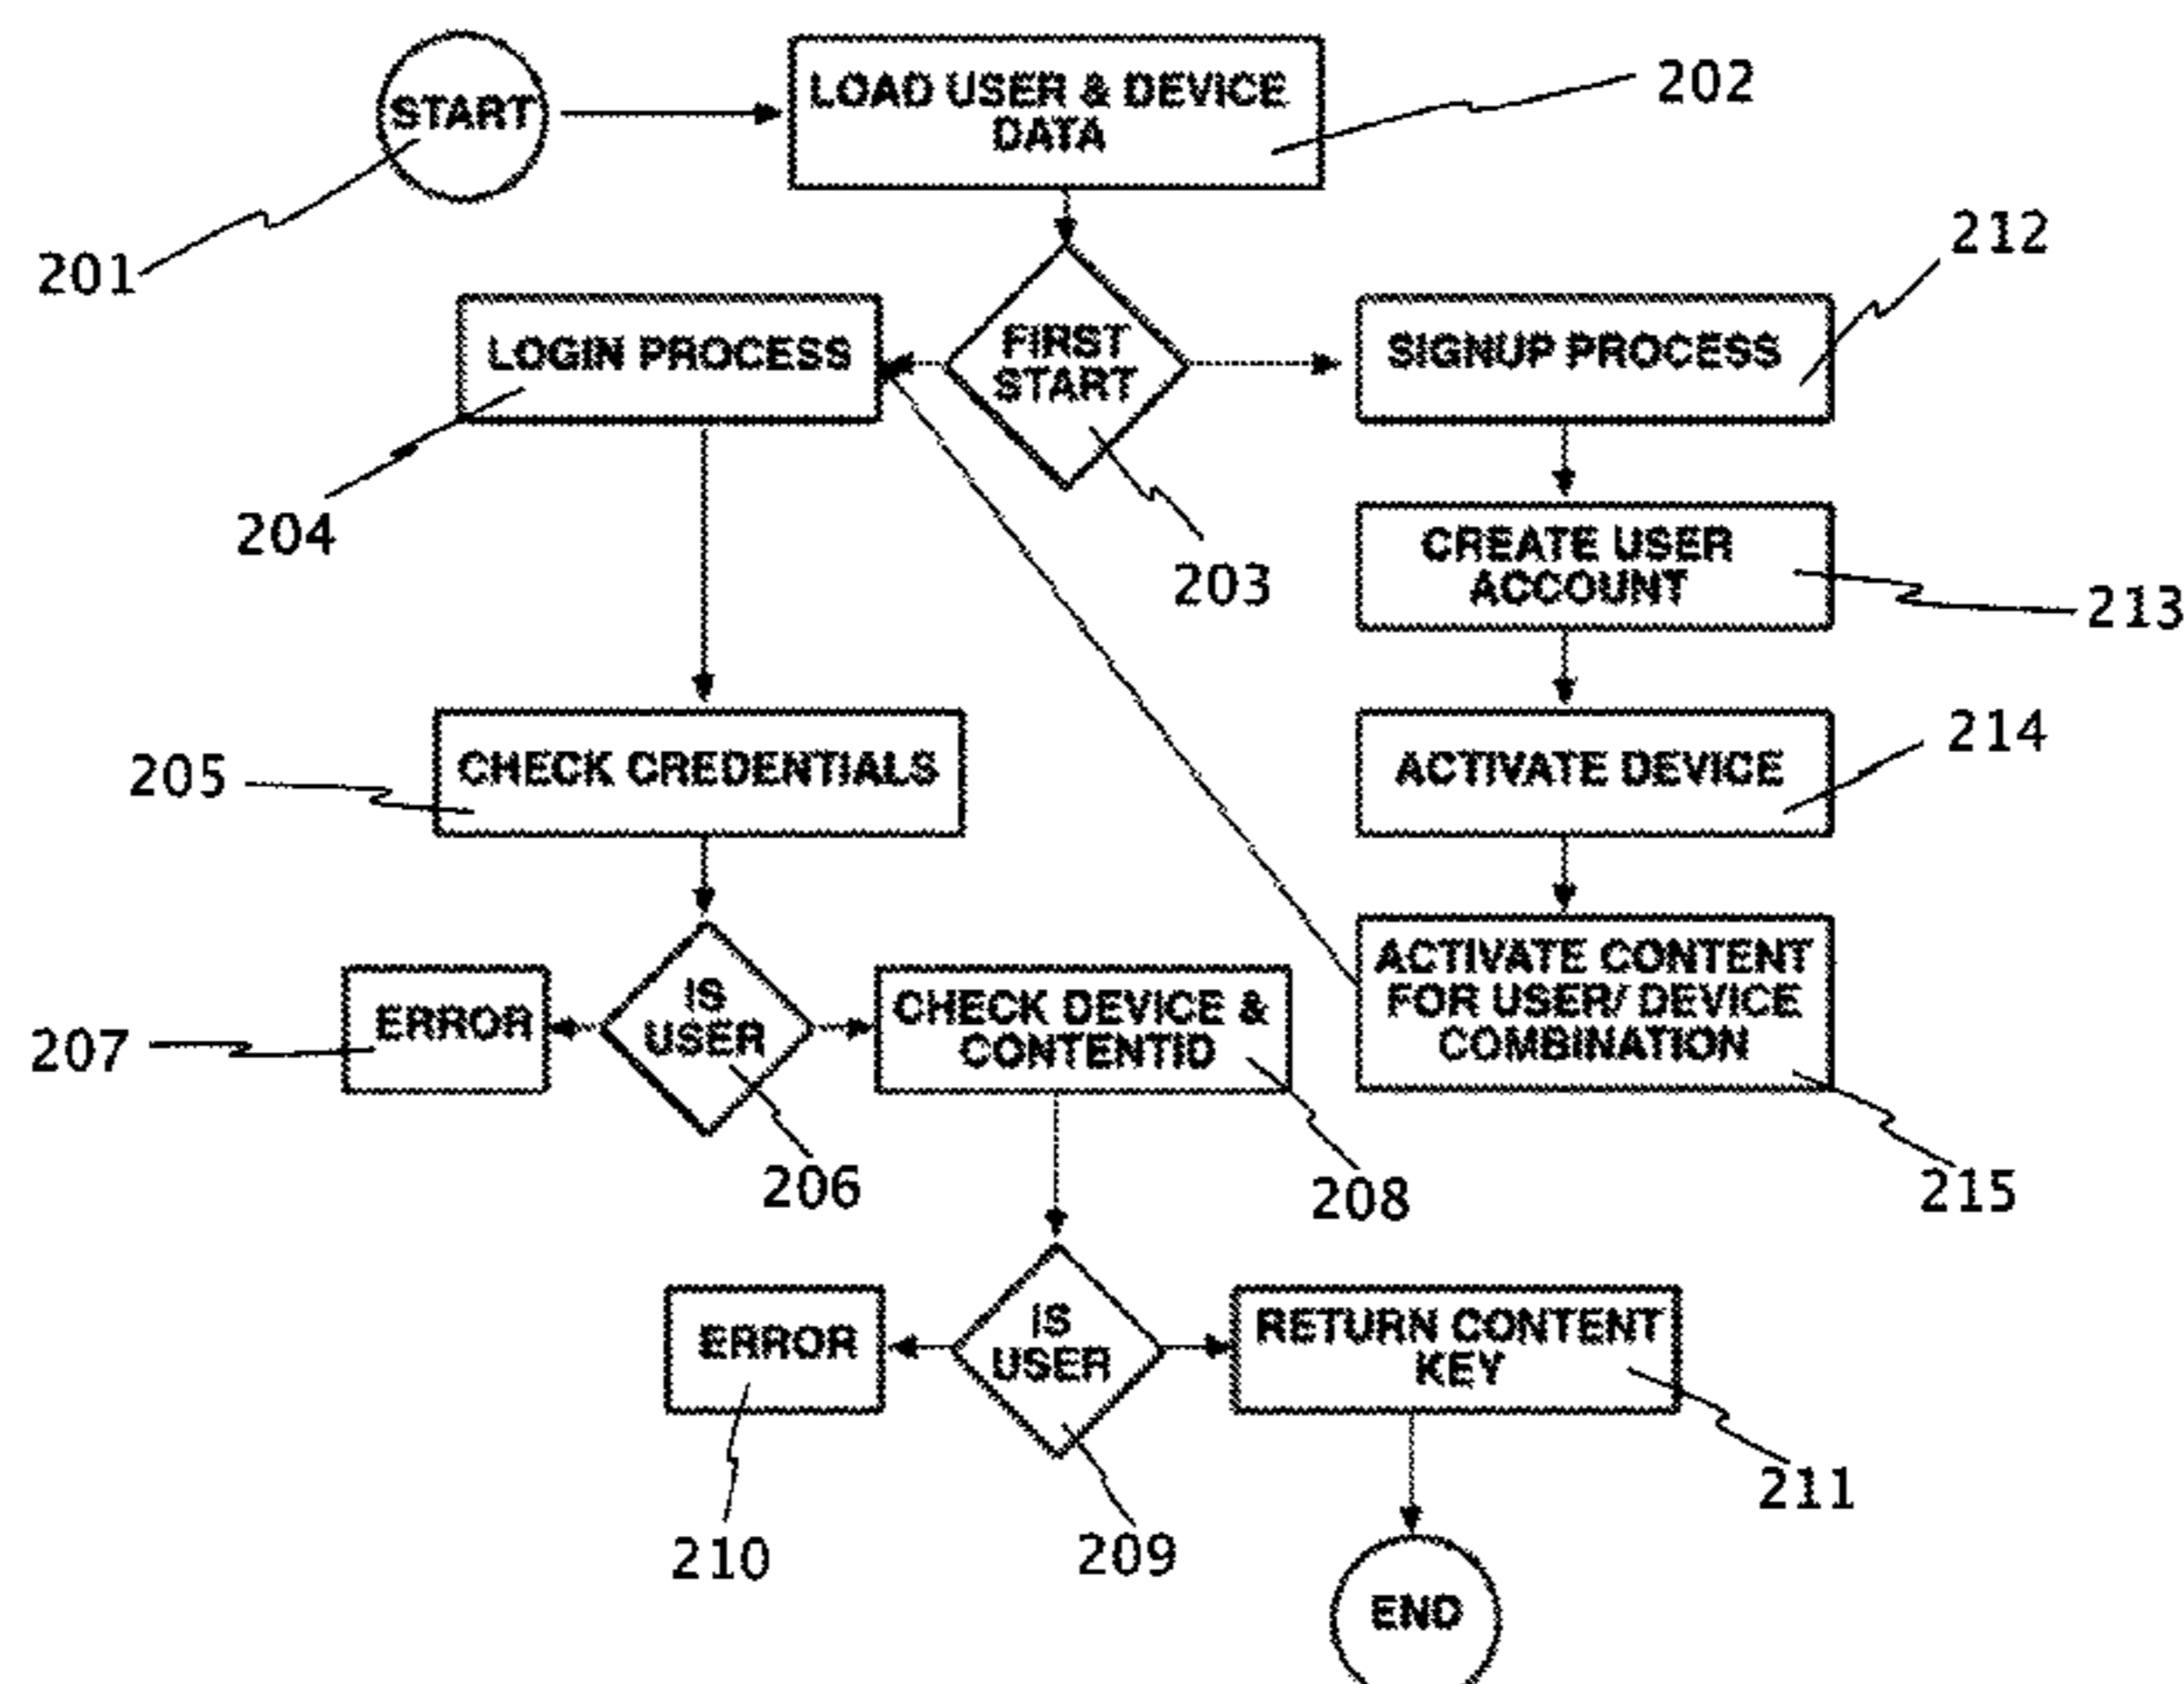 START
LOAD USER & DEVICE
DATA
202
201
212
LOGIN PROCESS
FIRST
START
SIGNUP PROCESS
204
203
CREATE USER
ACCOUNT
213
205
CHECK CREDENTIALS
ACTIVATE DEVICE
214
207
ERROR
IS
USER
CHECK DEVICE &
CONTENTID
ACTIVATE CONTENT
FOR USER/ DEVICE
COMBINATION
206
208
215
ERROR
IS
USER
RETURN CONTENT
KEY
210
209
211
END